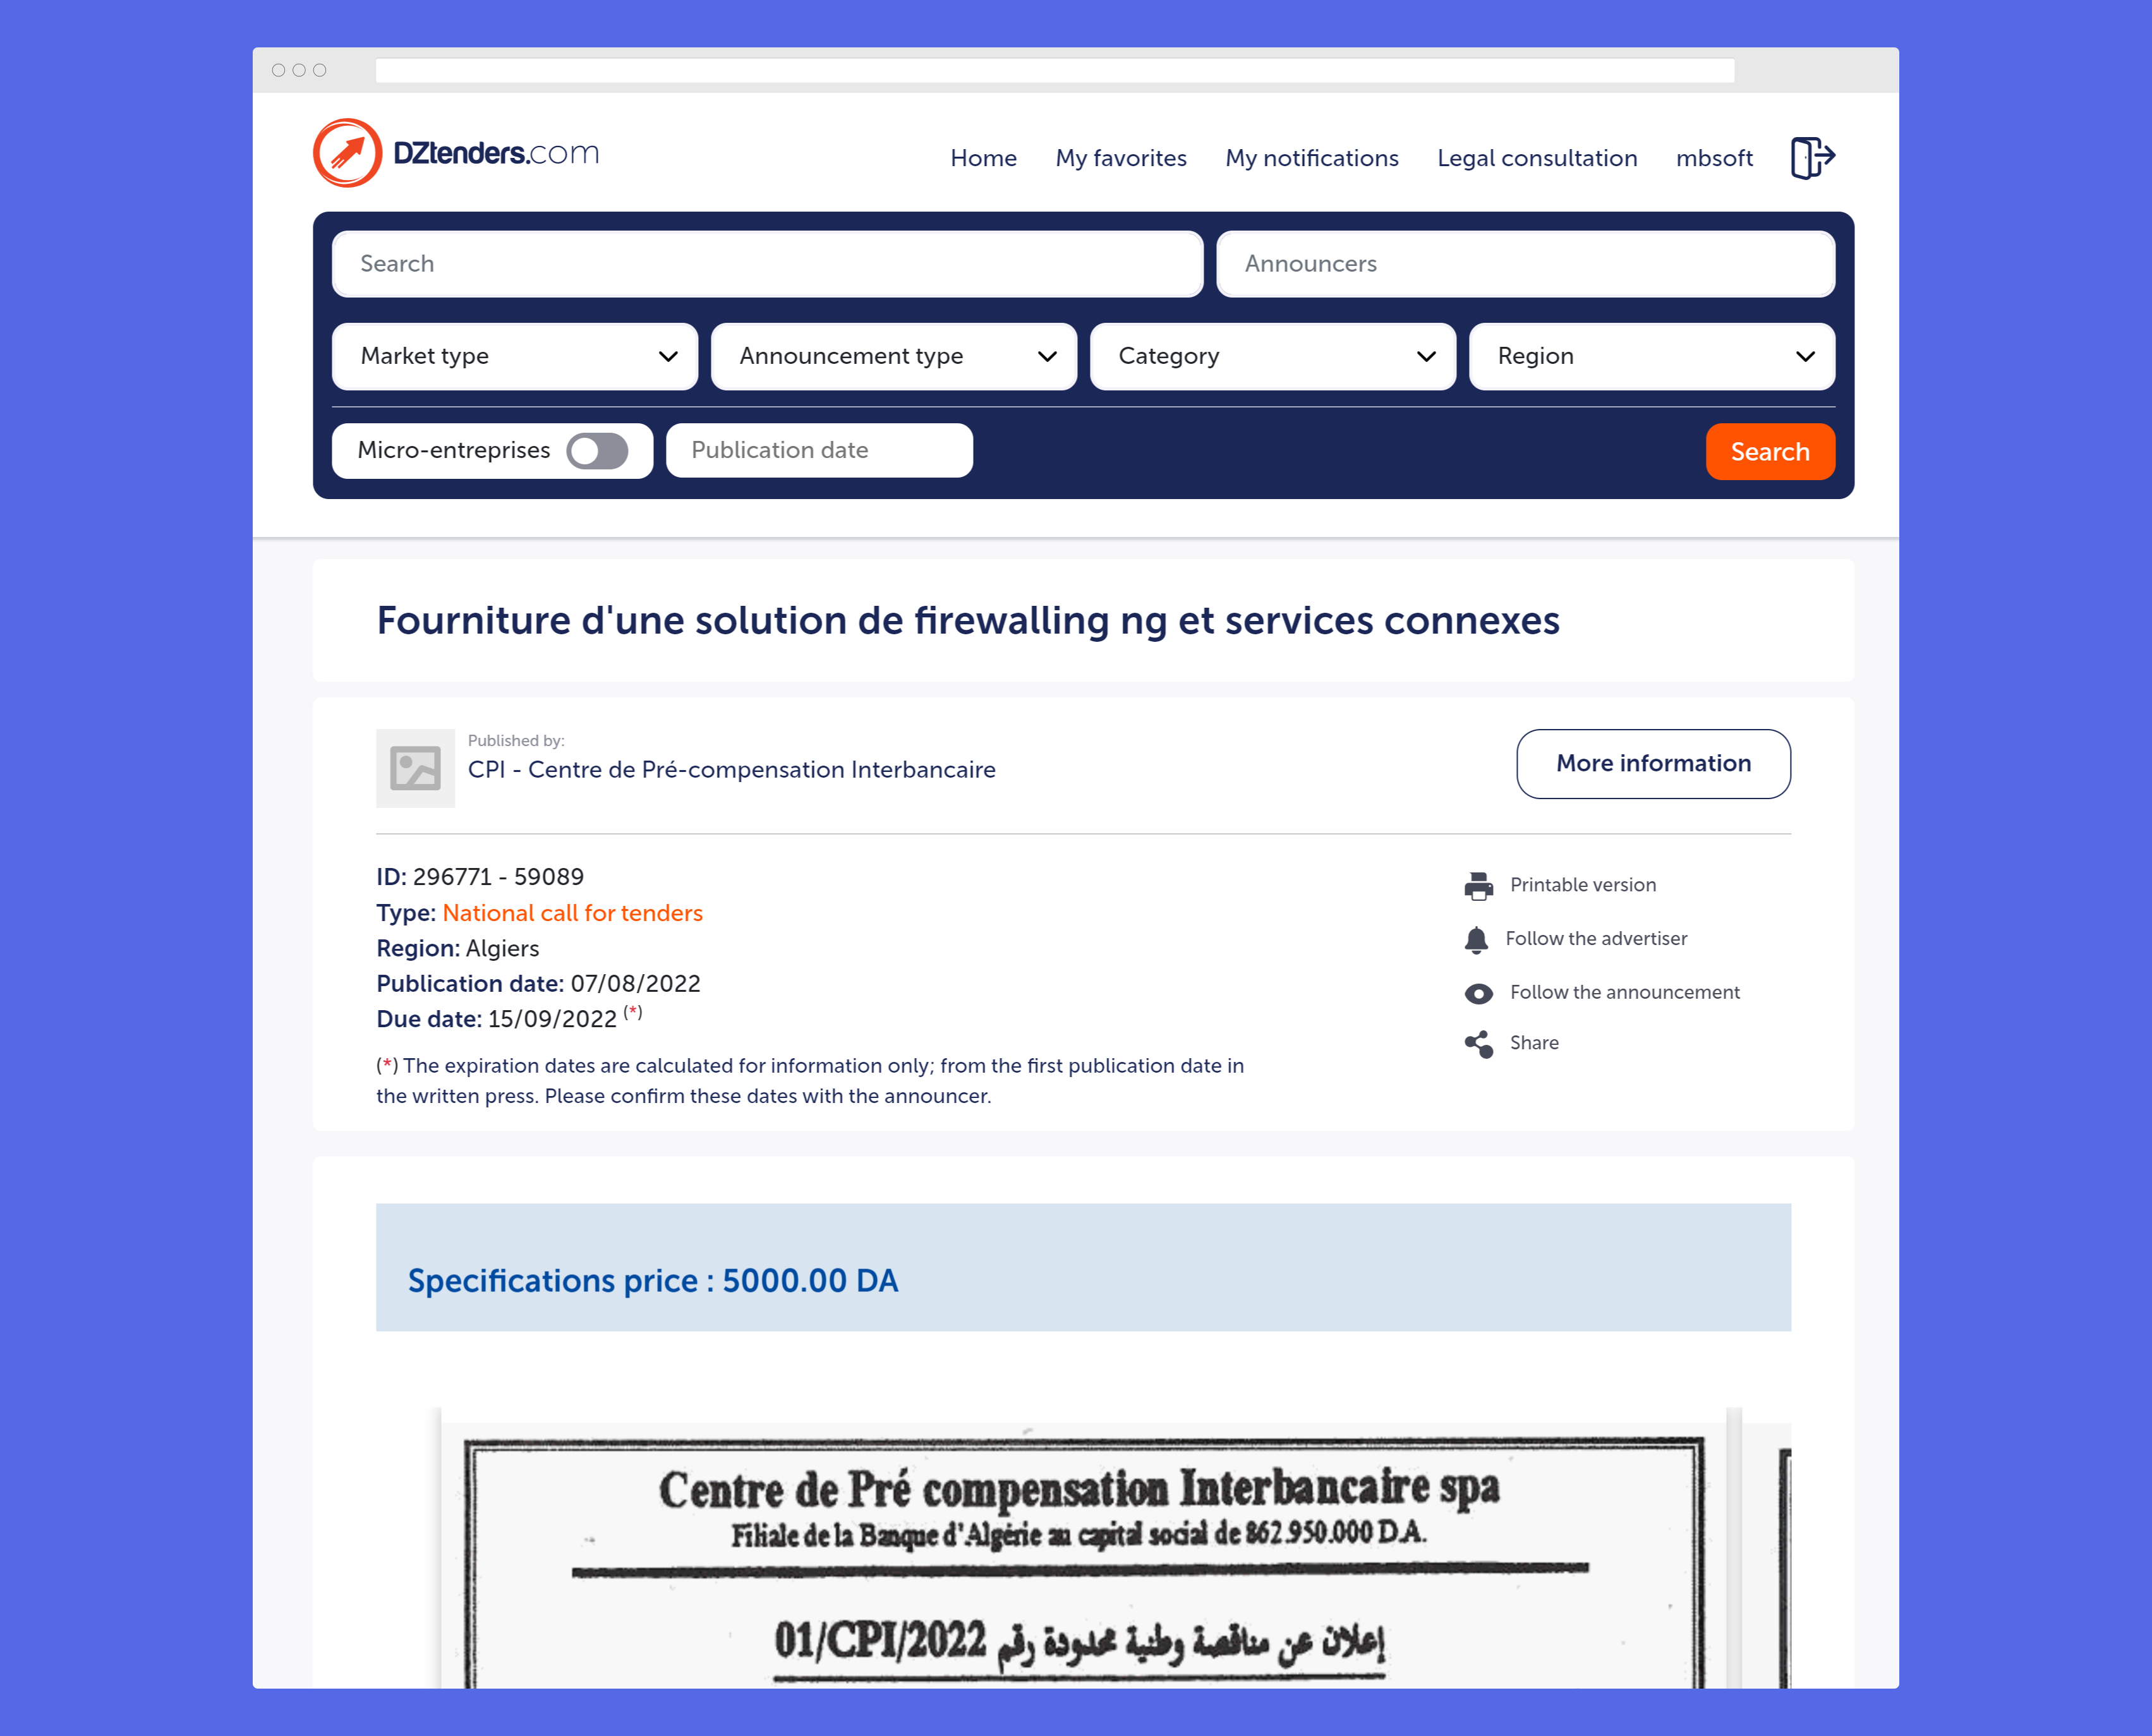 DZtenders.com
Home My favorites My notifications Legal consultation mbsoft
Search Announcers
Market type Announcement type Category Region
Micro-entreprises Publication date Search
Fourniture d'une solution de firewalling ng et services connexes
Published by:
CPI - Centre de Pré-compensation Interbancaire
More information
ID: 296771 - 59089
Type: National call for tenders
Region: Algiers
Publication date: 07/08/2022
Due date: 15/09/2022 (*)
(*) The expiration dates are calculated for information only; from the first publication date in
the written press. Please confirm these dates with the announcer.
Printable version
Follow the advertiser
Follow the announcement
Share
Specifications price : 5000.00 DA
Centre de Pré compensation Interbancaire spa
Filiale de la Banque d'Algérie au capital social de 862.950.000 D.A.
إعلان عن مناقصة وطنية محدودة رقم 01/CPI/2022